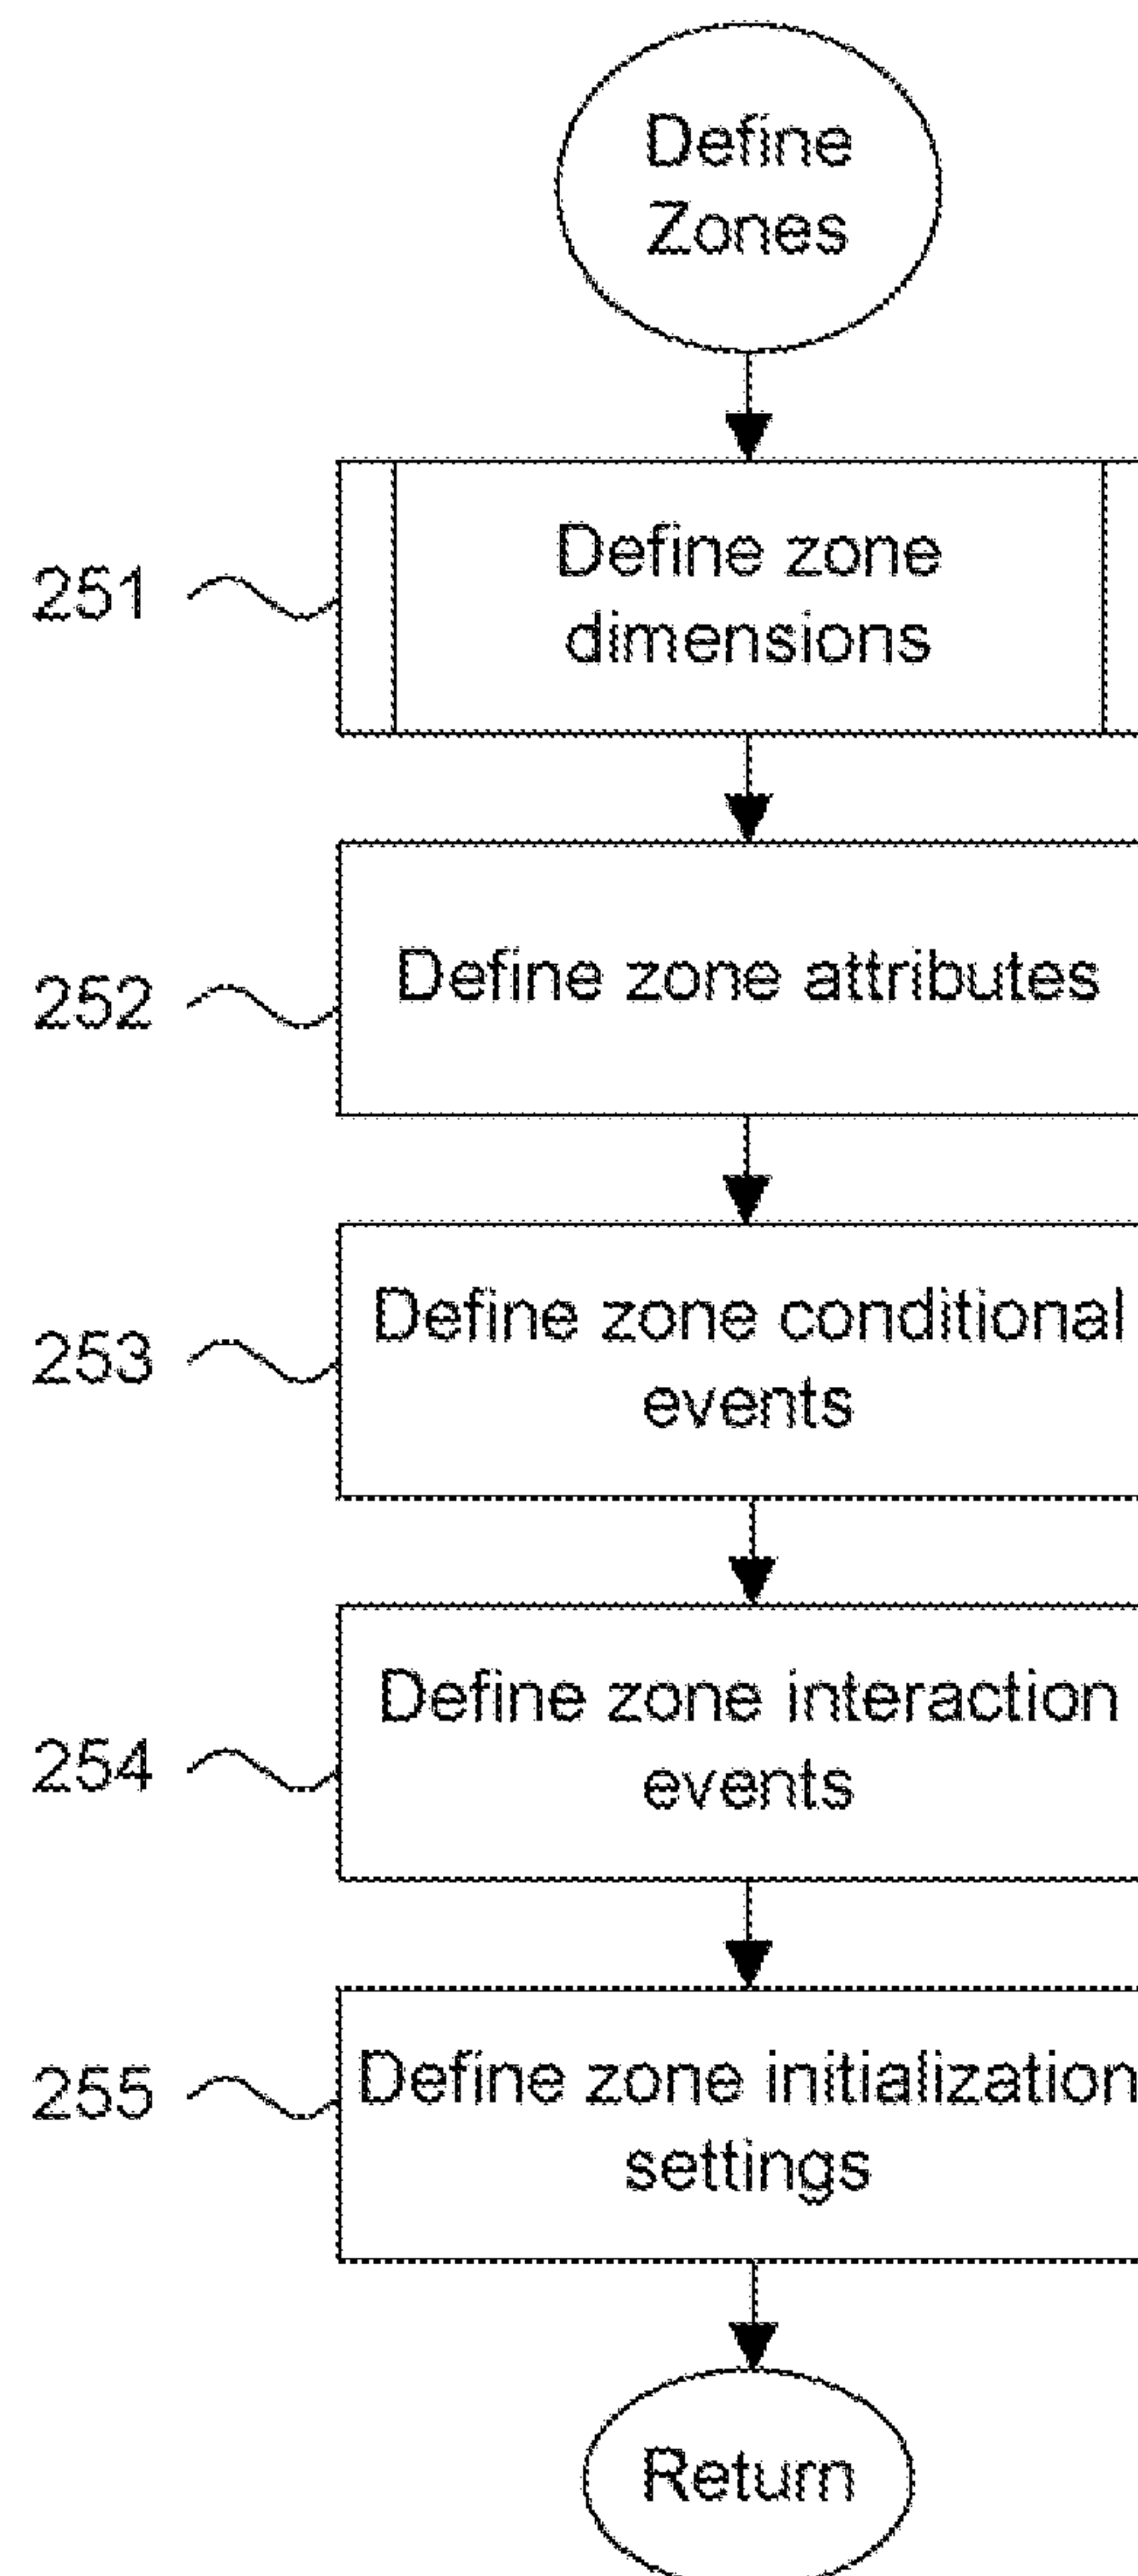 Define
Zones
251
Define zone
dimensions
252
Define zone attributes
253
Define zone conditional
events
254
Define zone interaction
events
255
Define zone initialization
settings
Return